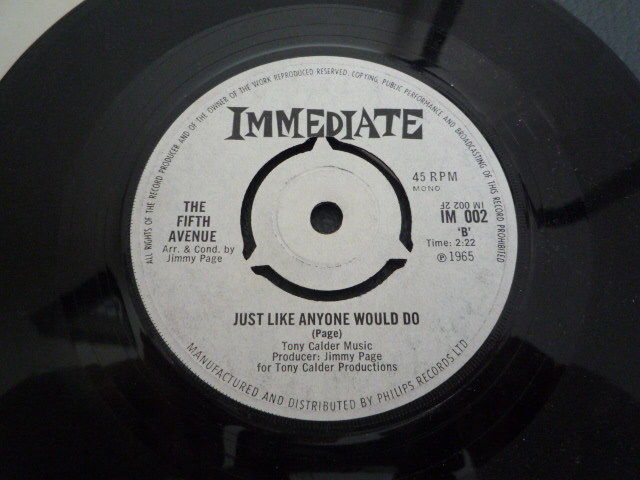 ALL RIGHTS OF THE RECORD PRODUCER AND OF THE OWNER OF THE WORK REPRODUCED RESERVED. COPYING, PUBLIC PERFORMANCE AND BROADCASTING OF THIS RECORD PROHIBITED
IMMEDIATE
45 RPM
MONO
THE
FIFTH
AVENUE
Arr. & Cond. by
Jimmy Page
IM 002 2F
IM 002
'B'
Time: 2:22
℗ 1965
JUST LIKE ANYONE WOULD DO
(Page)
Tony Calder Music
Producer: Jimmy Page
for Tony Calder Productions
MANUFACTURED AND DISTRIBUTED BY PHILIPS RECORDS LTD